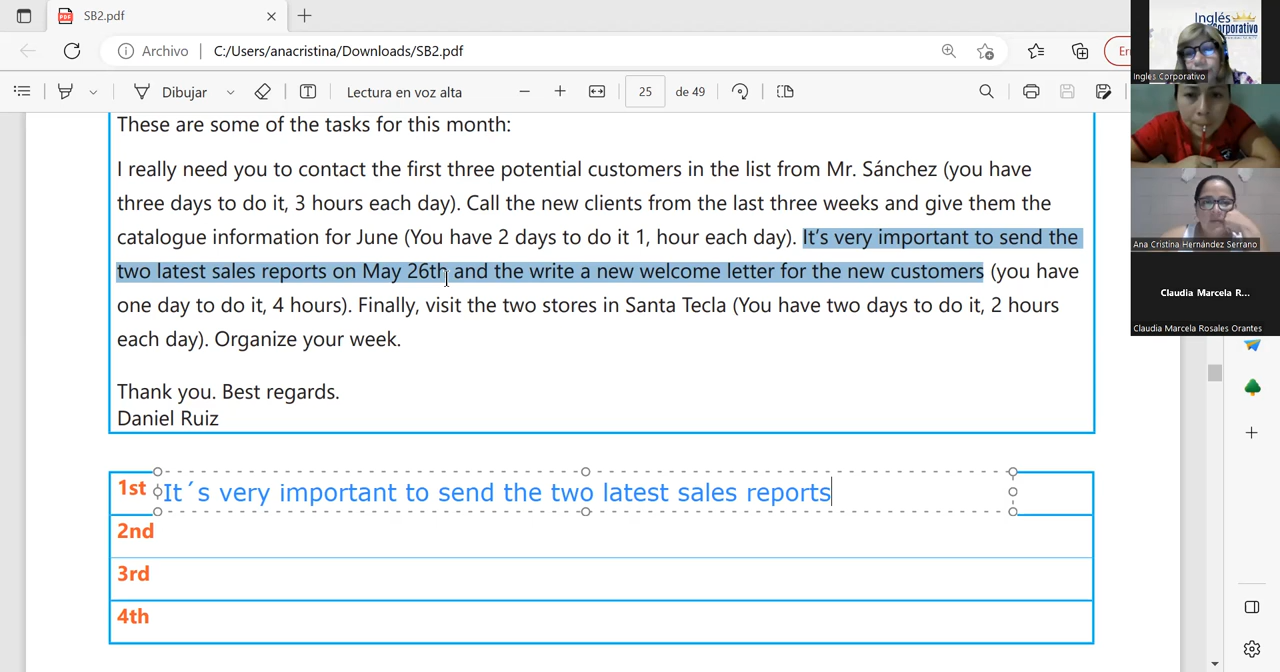 SB2.pdf
Archivo
C:/Users/anacristina/Downloads/SB2.pdf
Dibujar
Lectura en voz alta
25
de 49
These are some of the tasks for this month:
I really need you to contact the first three potential customers in the list from Mr. Sánchez (you have
three days to do it, 3 hours each day). Call the new clients from the last three weeks and give them the
catalogue information for June (You have 2 days to do it 1, hour each day). It's very important to send the
two latest sales reports on May 26th and the write a new welcome letter for the new customers (you have
one day to do it, 4 hours). Finally, visit the two stores in Santa Tecla (You have two days to do it, 2 hours
each day). Organize your week.
Thank you. Best regards.
Daniel Ruiz
1st It´s very important to send the two latest sales reports
2nd
3rd
4th
Inglés
Corporativo
Ingles Corporativo
Ana Cristina Hernández Serrano
Claudia Marcela R...
Claudia Marcela Rosales Orantes